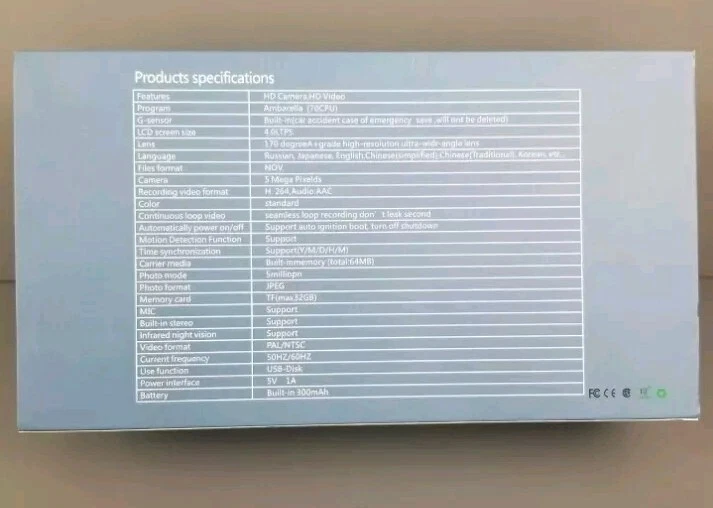 Products specifications
Features HD Camera,HD Video
Program Ambarella (70CPU)
G-sensor Built-in(car accident case of emergency save ,will not be deleted)
LCD screen size 4.0LTPS
Lens 170 degreeA+grade high-resolution ultra-wide-angle lens
Language Russian, Japanese, English,Chinese(simplified),Chinese(Traditional), Korean, etc..
Files format NOV
Camera 5 Mega Pixelds
Recording video format H .264,Audio:AAC
Color standard
Continuous loop video seamless loop recording don't leak second
Automatically power on/off Support auto ignition boot, turn off shutdown
Motion Detection Function Support
Time synchronization Support(Y/M/D/H/M)
Carrier media Built-inmemory (total:64MB)
Photo mode 5milliopn
Photo format JPEG
Memory card TF(max32GB)
MIC Support
Built-in stereo Support
Infrared night vision Support
Video format PAL/NTSC
Current frequency 50HZ/60HZ
Use function USB-Disk
Power interface 5V 1A
Battery Built-in 300mAh
FC CE